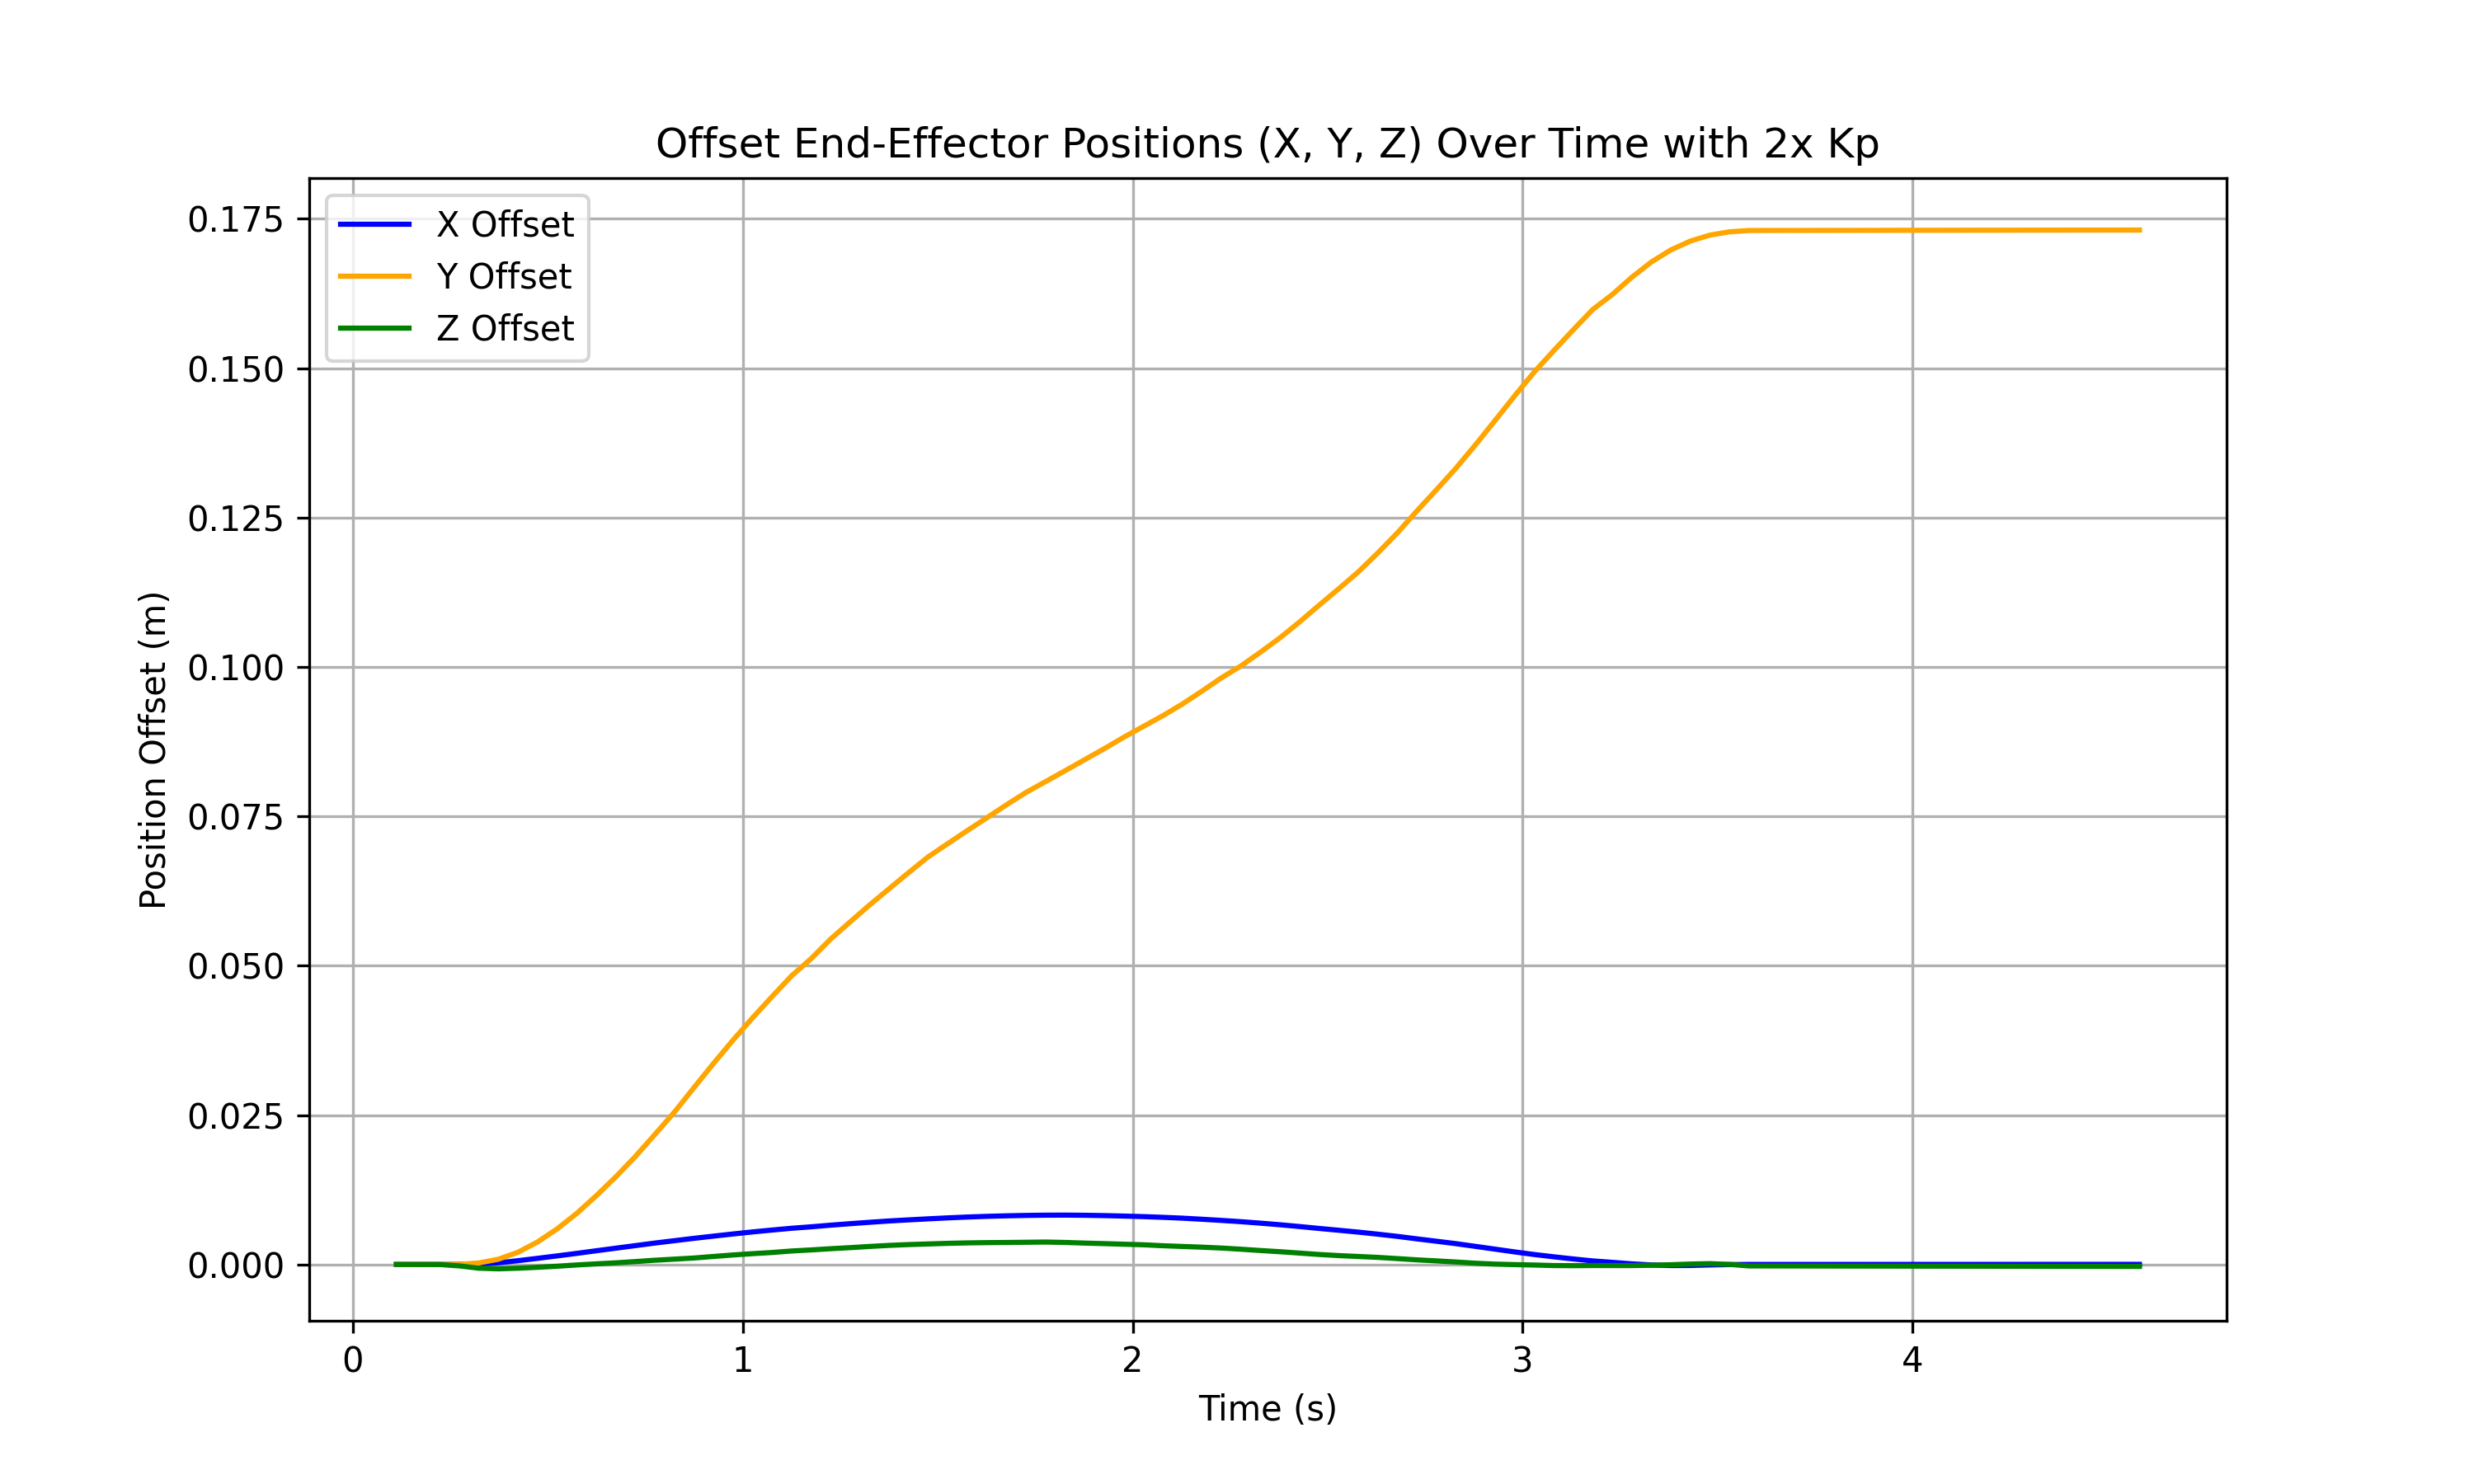 Offset End-Effector Positions (X, Y, Z) Over Time with 2x Kp
X Offset
Y Offset
Z Offset
Position Offset (m)
0.175
0.150
0.125
0.100
0.075
0.050
0.025
0.000
0 1 2 3 4
Time (s)